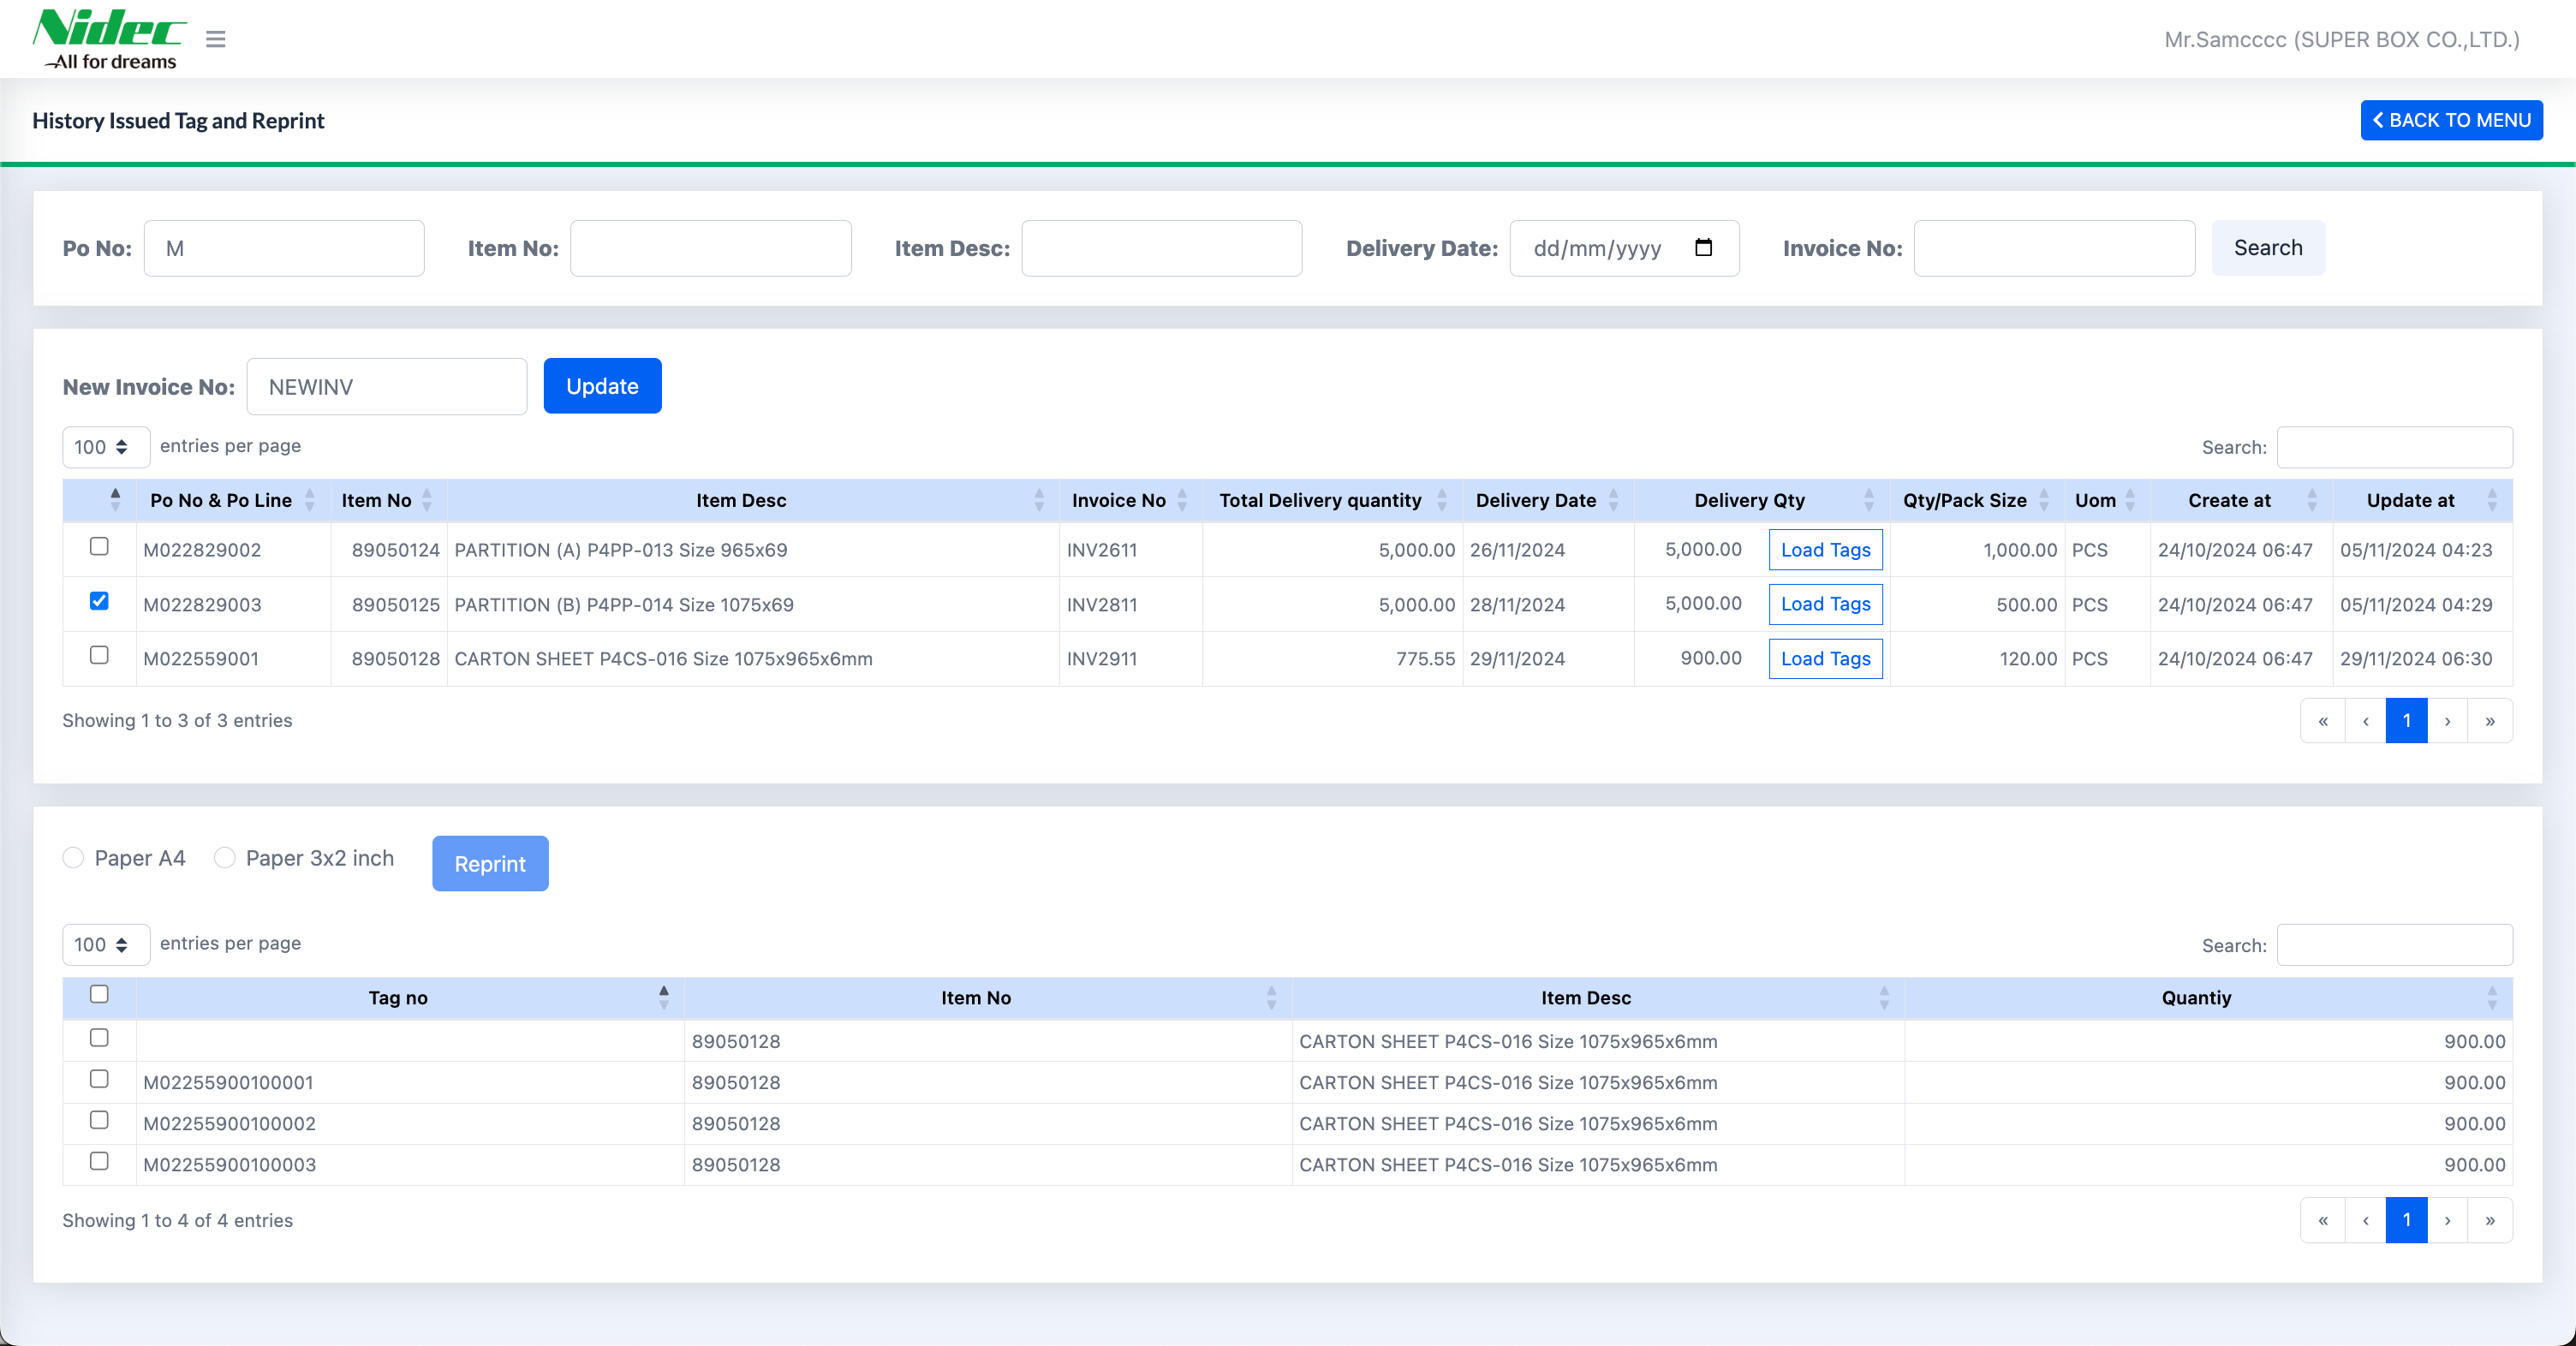 Nidec
All for dreams
Mr.Samcccc (SUPER BOX CO.,LTD.)
History Issued Tag and Reprint
BACK TO MENU
Po No: M Item No: Item Desc: Delivery Date: dd/mm/yyyy Invoice No: Search
New Invoice No: NEWINV Update
100 entries per page Search:
Po No & Po Line Item No Item Desc Invoice No Total Delivery quantity Delivery Date Delivery Qty Qty/Pack Size Uom Create at Update at
M022829002 89050124 PARTITION (A) P4PP-013 Size 965x69 INV2611 5,000.00 26/11/2024 5,000.00 Load Tags 1,000.00 PCS 24/10/2024 06:47 05/11/2024 04:23
M022829003 89050125 PARTITION (B) P4PP-014 Size 1075x69 INV2811 5,000.00 28/11/2024 5,000.00 Load Tags 500.00 PCS 24/10/2024 06:47 05/11/2024 04:29
M022559001 89050128 CARTON SHEET P4CS-016 Size 1075x965x6mm INV2911 775.55 29/11/2024 900.00 Load Tags 120.00 PCS 24/10/2024 06:47 29/11/2024 06:30
Showing 1 to 3 of 3 entries « ‹ 1 › »
Paper A4 Paper 3x2 inch Reprint
100 entries per page Search:
Tag no Item No Item Desc Quantiy
89050128 CARTON SHEET P4CS-016 Size 1075x965x6mm 900.00
M02255900100001 89050128 CARTON SHEET P4CS-016 Size 1075x965x6mm 900.00
M02255900100002 89050128 CARTON SHEET P4CS-016 Size 1075x965x6mm 900.00
M02255900100003 89050128 CARTON SHEET P4CS-016 Size 1075x965x6mm 900.00
Showing 1 to 4 of 4 entries « ‹ 1 › »